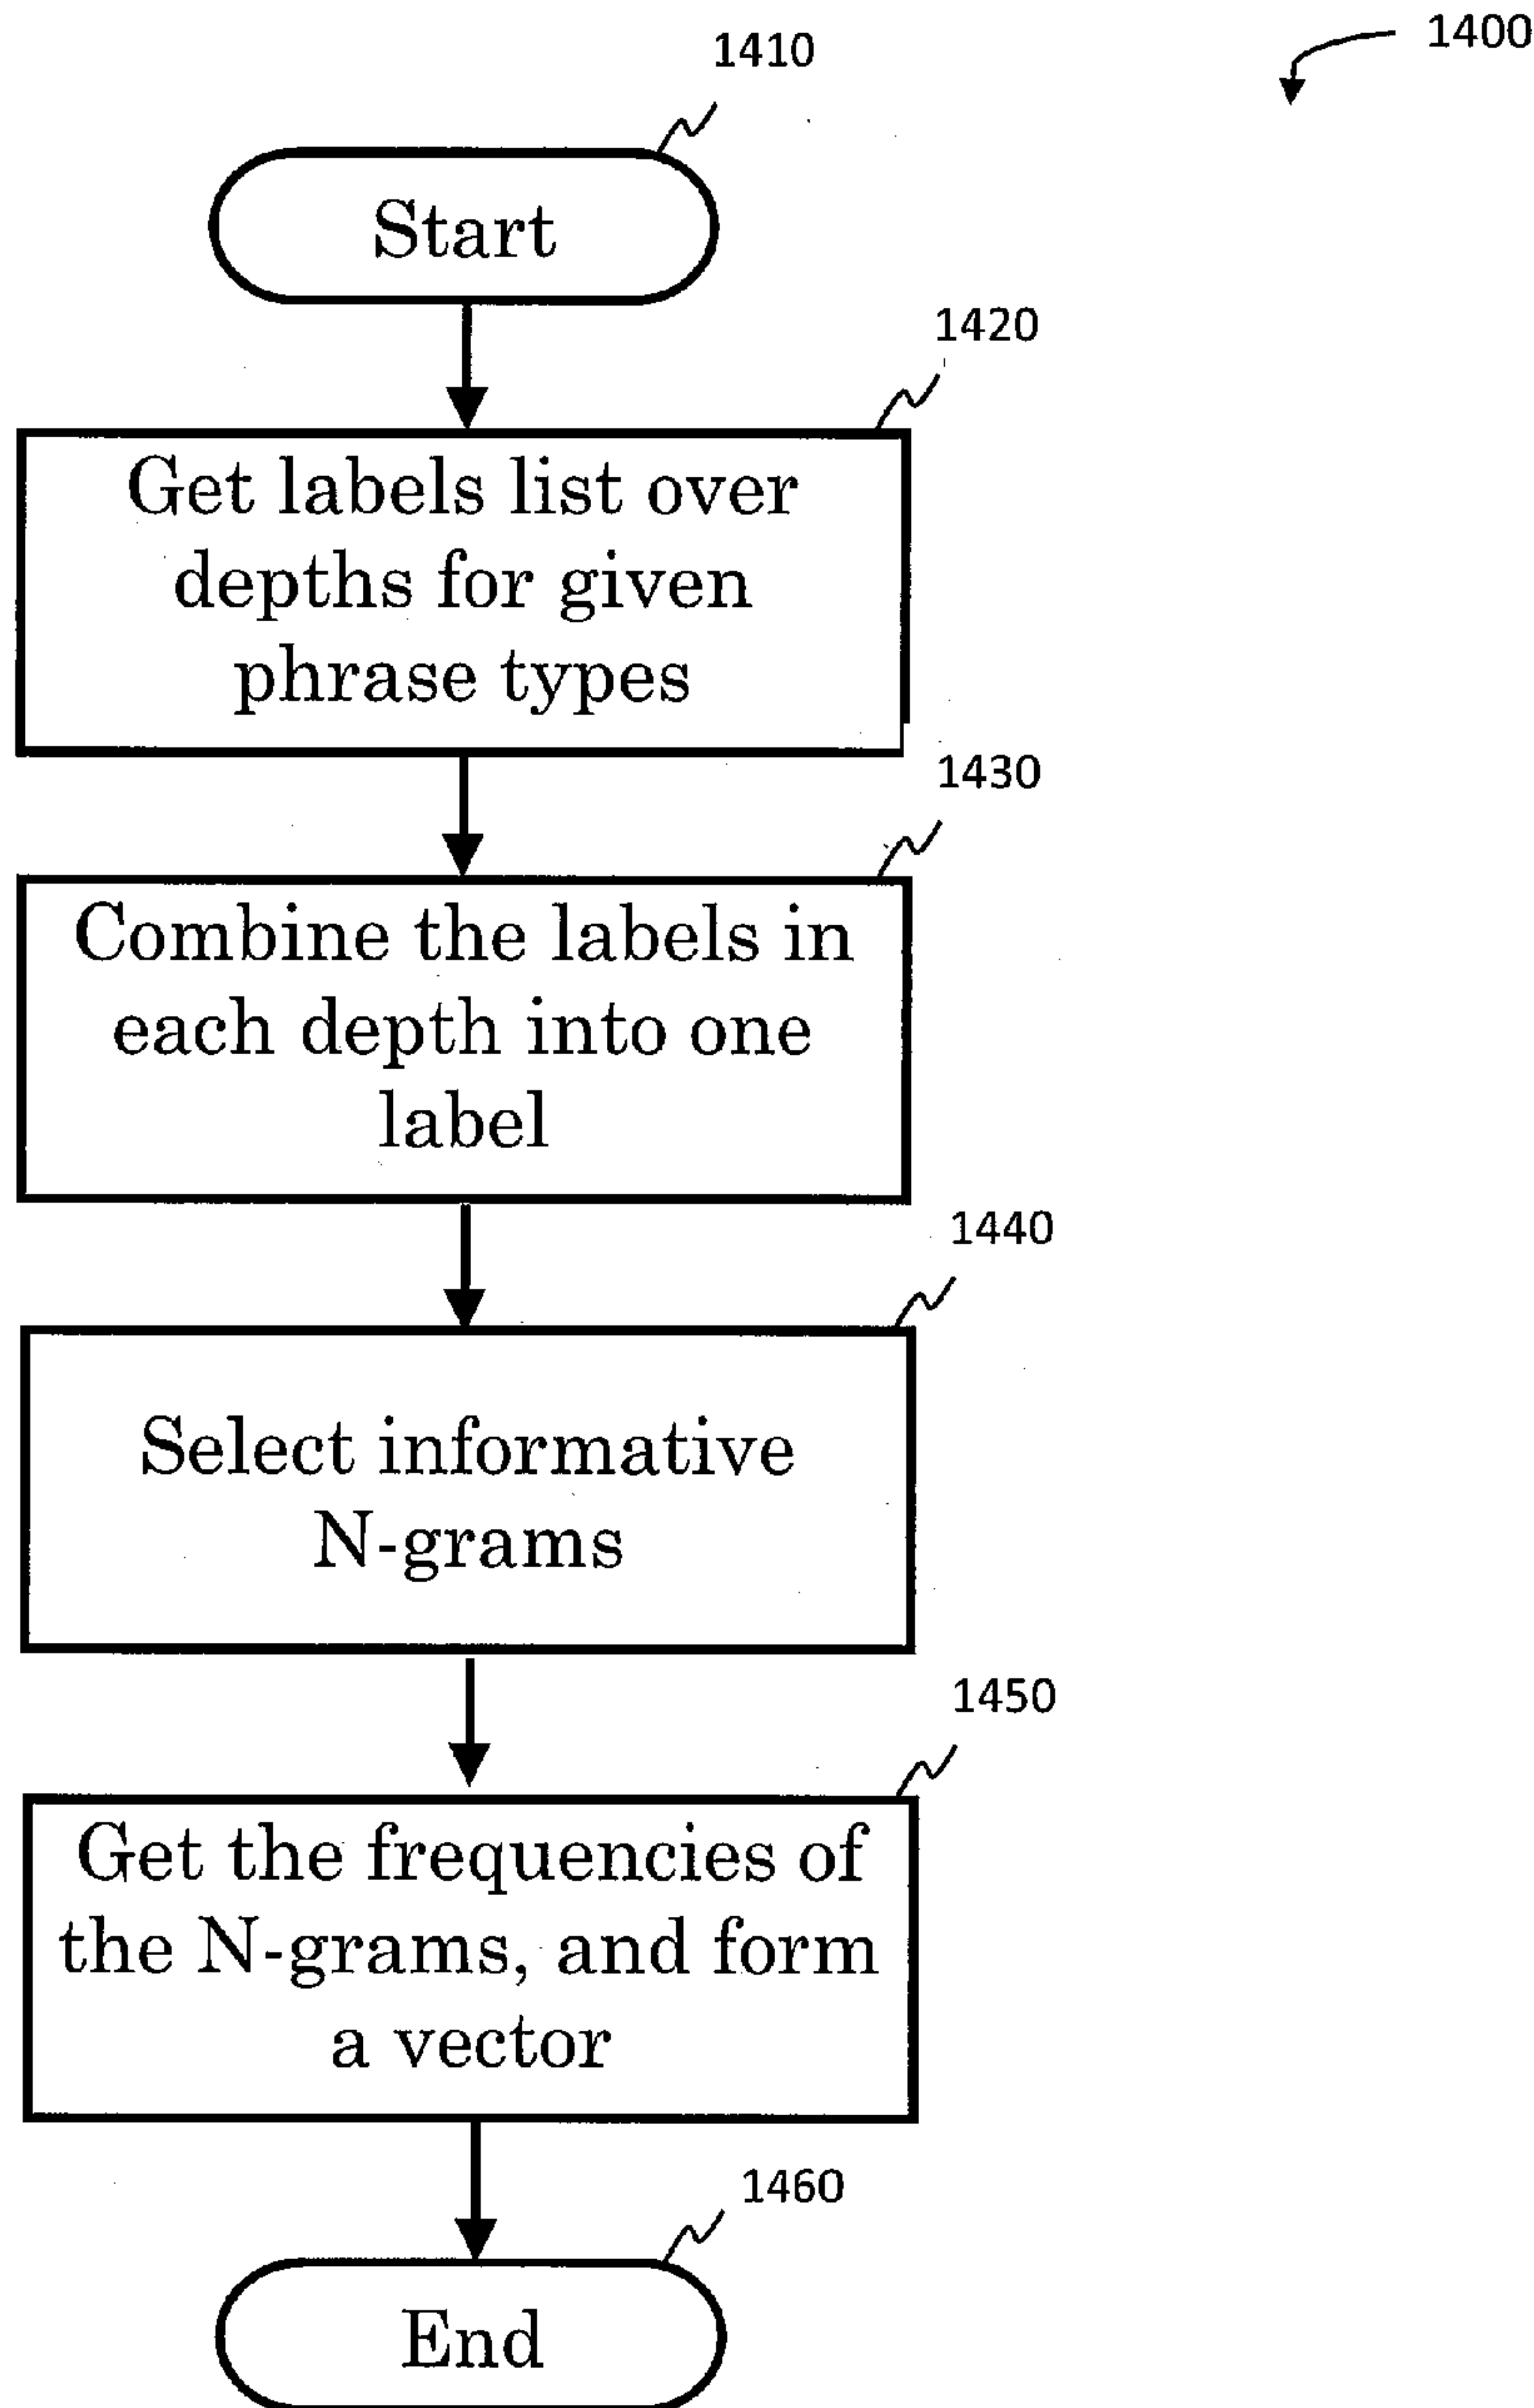 1400
1410
Start
1420
Get labels list over
depths for given
phrase types
1430
Combine the labels in
each depth into one
label
1440
Select informative
N-grams
1450
Get the frequencies of
the N-grams, and form
a vector
1460
End